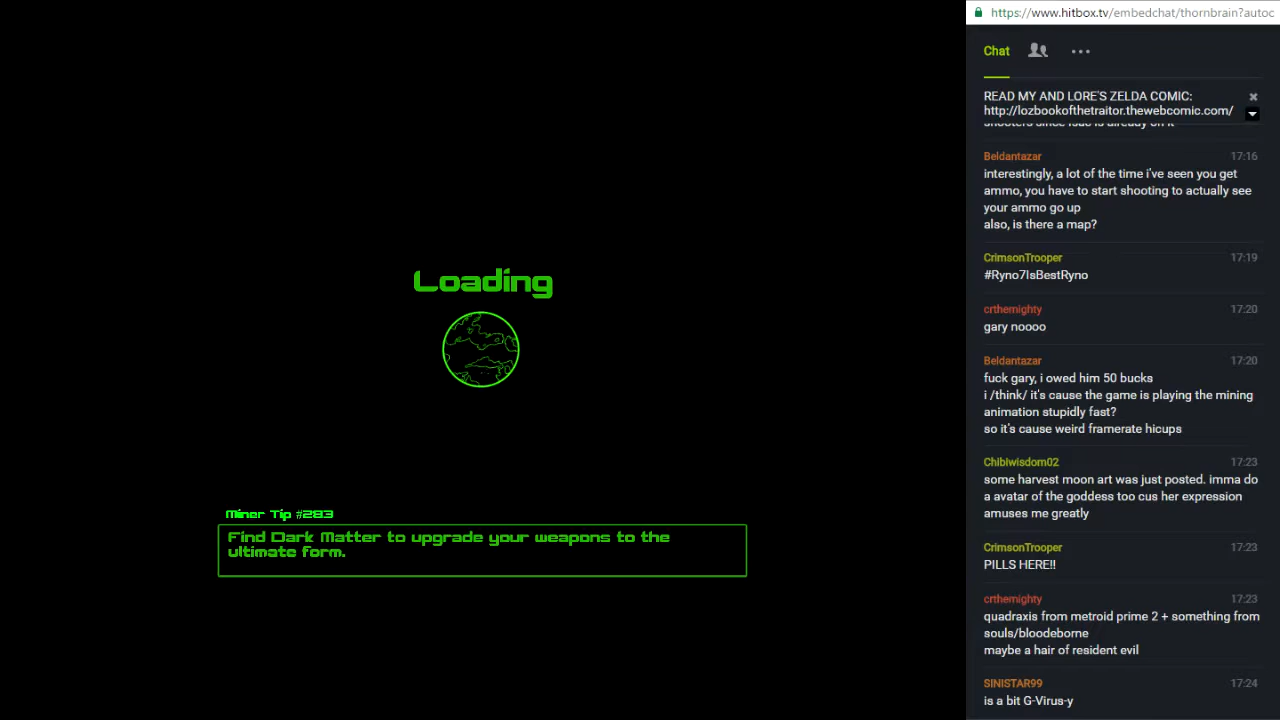 Loading
Miner Tip #283
Find Dark Matter to upgrade your weapons to the
ultimate form.
https://www.hitbox.tv/embedchat/thornbrain?autoc
Chat
READ MY AND LORE'S ZELDA COMIC:
http://lozbookofthetraitor.thewebcomic.com/
Beldantazar 17:16
interestingly, a lot of the time i've seen you get
ammo, you have to start shooting to actually see
your ammo go up
also, is there a map?
CrimsonTrooper 17:19
#Ryno7IsBestRyno
crthemighty 17:20
gary noooo
Beldantazar 17:20
fuck gary, i owed him 50 bucks
i /think/ it's cause the game is playing the mining
animation stupidly fast?
so it's cause weird framerate hicups
Chibiwisdom02 17:23
some harvest moon art was just posted. imma do
a avatar of the goddess too cus her expression
amuses me greatly
CrimsonTrooper 17:23
PILLS HERE!!
crthemighty 17:23
quadraxis from metroid prime 2 + something from
souls/bloodeborne
maybe a hair of resident evil
SINISTAR99 17:24
is a bit G-Virus-y